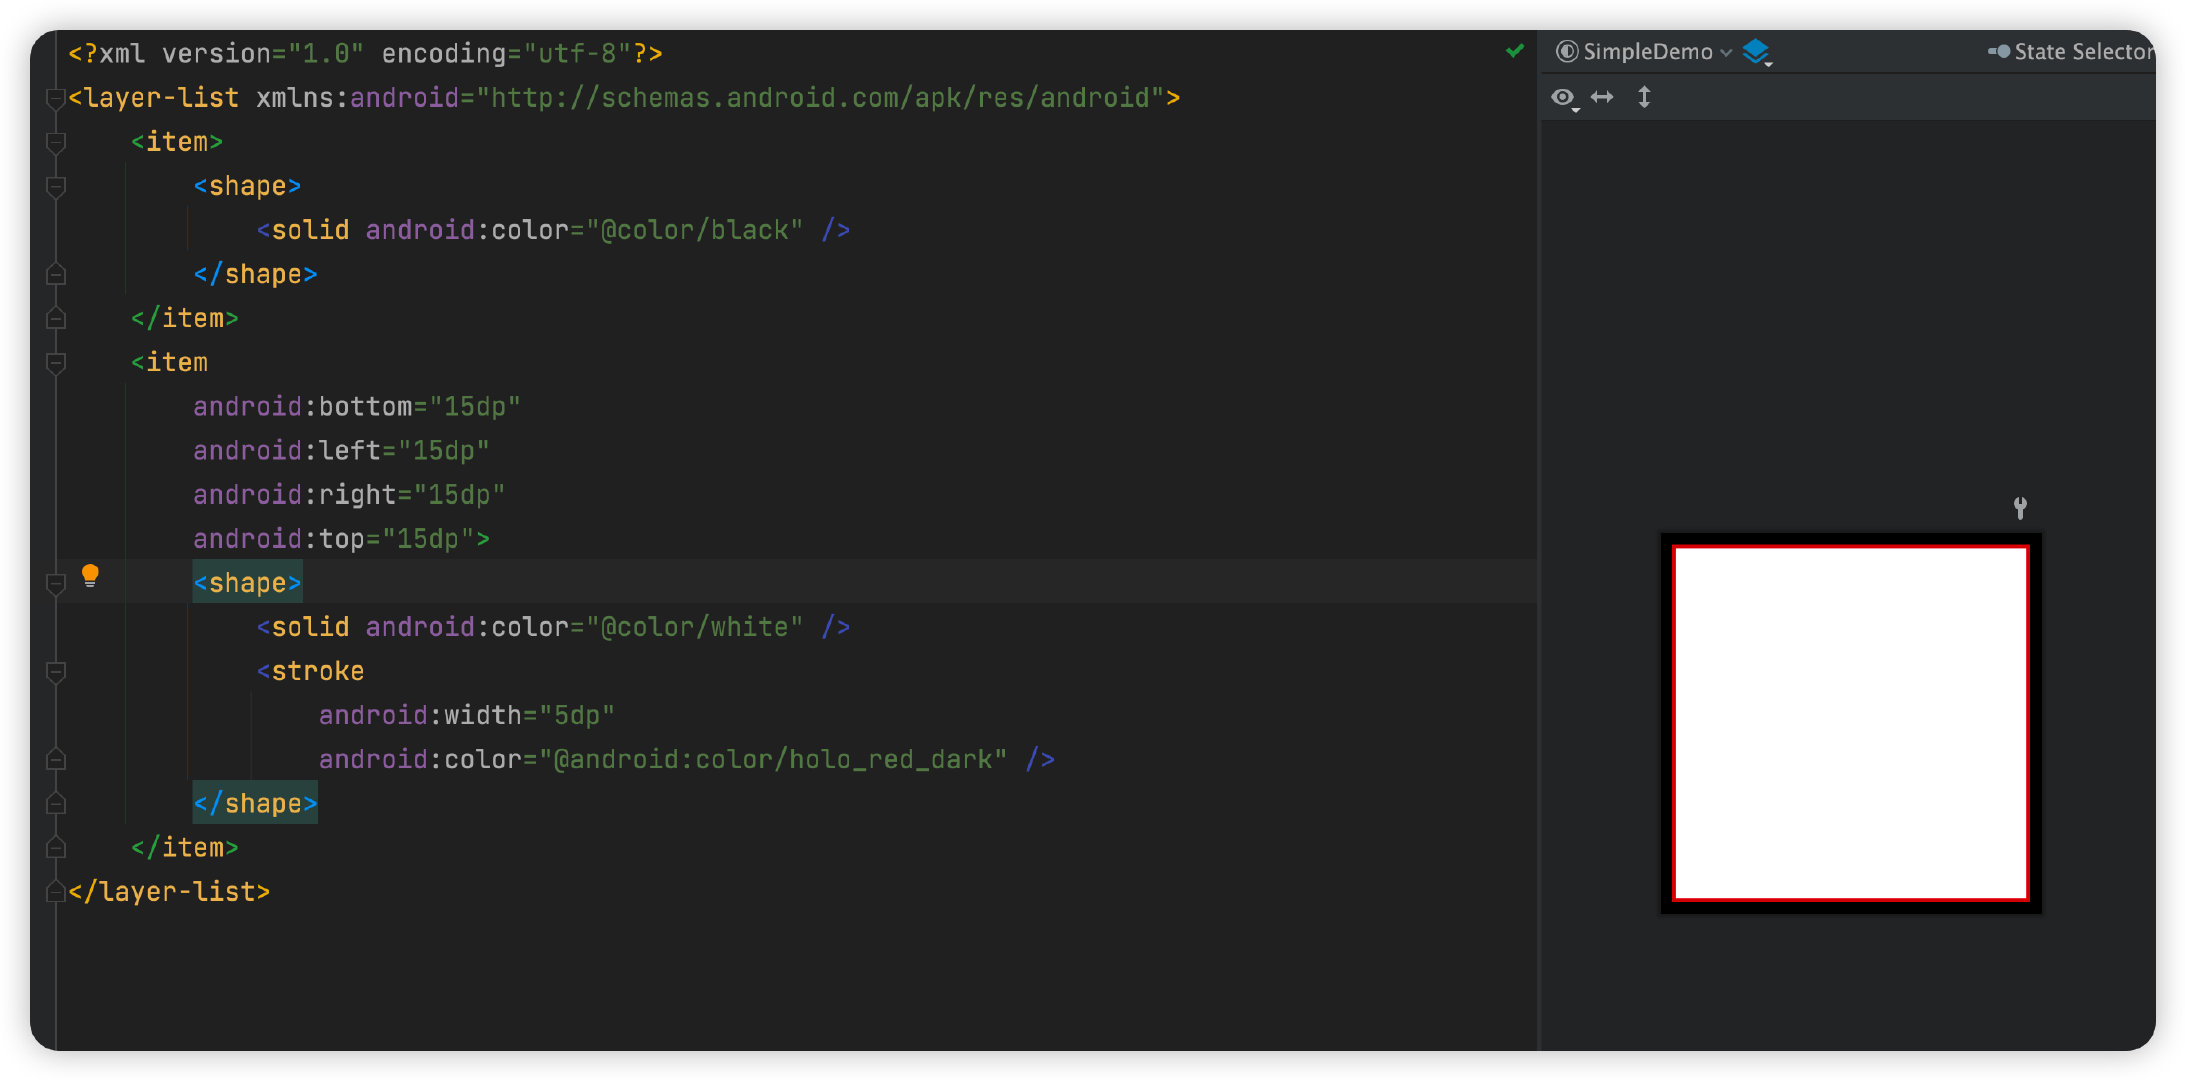 <?xml version="1.0" encoding="utf-8"?>
<layer-list xmlns:android="http://schemas.android.com/apk/res/android">
    <item>
        <shape>
            <solid android:color="@color/black" />
        </shape>
    </item>
    <item
        android:bottom="15dp"
        android:left="15dp"
        android:right="15dp"
        android:top="15dp">
        <shape>
            <solid android:color="@color/white" />
            <stroke
                android:width="5dp"
                android:color="@android:color/holo_red_dark" />
        </shape>
    </item>
</layer-list>
SimpleDemo
State Selector